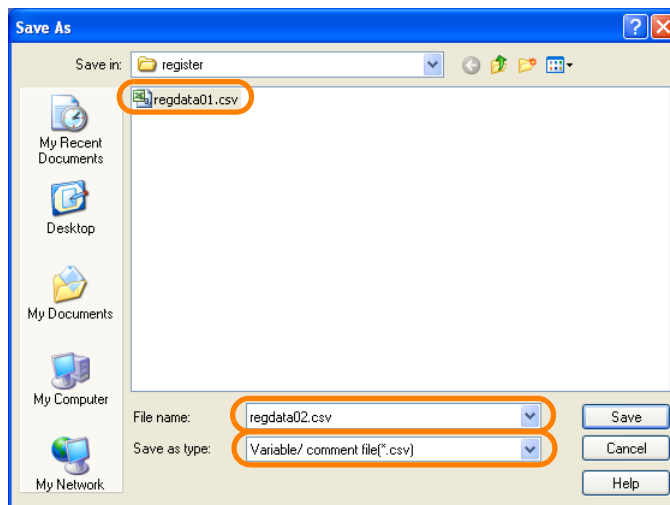 Save As
Save in:
register
regdata01.csv
My Recent
Documents
Desktop
My Documents
My Computer
My Network
File name:
regdata02.csv
Save
Save as type:
Variable/ comment file(*.csv)
Cancel
Help